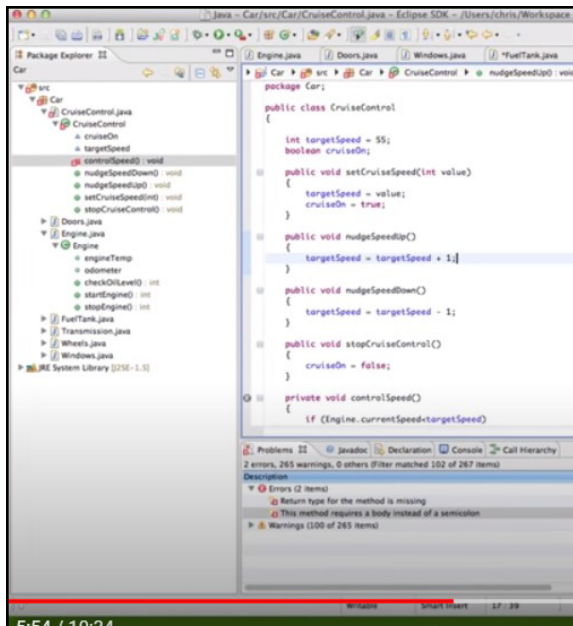 Java - Car/src/Car/CruiseControl.java - Eclipse SDK - /Users/chris/Workspace
Package Explorer
Engine.java
Doors.java
Windows.java
*FuelTank.java
Car
Car src Car CruiseControl nudgeSpeedUp() : void
src
Car
CruiseControl.java
CruiseControl
cruiseOn
targetSpeed
controlSpeed() : void
nudgeSpeedDown() : void
nudgeSpeedUp() : void
setCruiseSpeed(int) : void
stopCruiseControl() : void
Doors.java
Engine.java
Engine
engineTemp
odometer
checkOilLevel() : int
startEngine() : int
stopEngine() : int
FuelTank.java
Transmission.java
Wheels.java
Windows.java
JRE System Library [J2SE-1.5]
package Car;
public class CruiseControl
{
int targetSpeed = 55;
boolean cruiseOn;
public void setCruiseSpeed(int value)
{
targetSpeed = value;
cruiseOn = true;
}
public void nudgeSpeedUp()
{
targetSpeed = targetSpeed + 1;
}
public void nudgeSpeedDown()
{
targetSpeed = targetSpeed - 1;
}
public void stopCruiseControl()
{
cruiseOn = false;
}
private void controlSpeed()
{
if (Engine.currentSpeed<targetSpeed)
Problems
Javadoc
Declaration
Console
Call Hierarchy
2 errors, 265 warnings, 0 others (Filter matched 102 of 267 items)
Description
Errors (2 items)
Return type for the method is missing
This method requires a body instead of a semicolon
Warnings (100 of 265 items)
Writable
Smart Insert
17 : 39